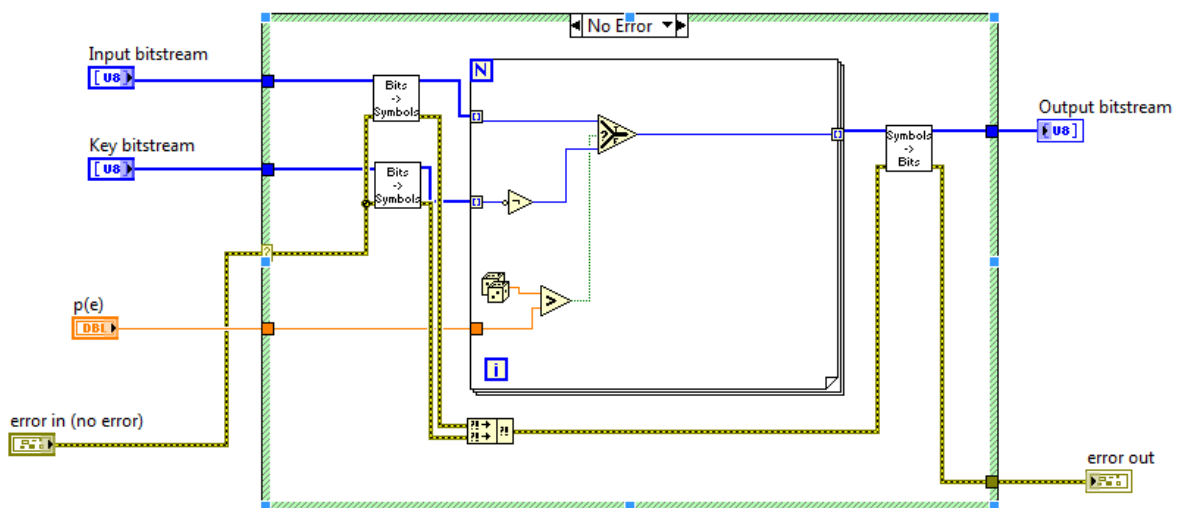 No Error
Input bitstream
[U8]
Bits
->
Symbols
N
Key bitstream
[U8]
Bits
->
Symbols
?
¬
>
?
p(e)
DBL
i
error in (no error)
?!
?!
?!
Symbols
->
Bits
Output bitstream
U8]
error out